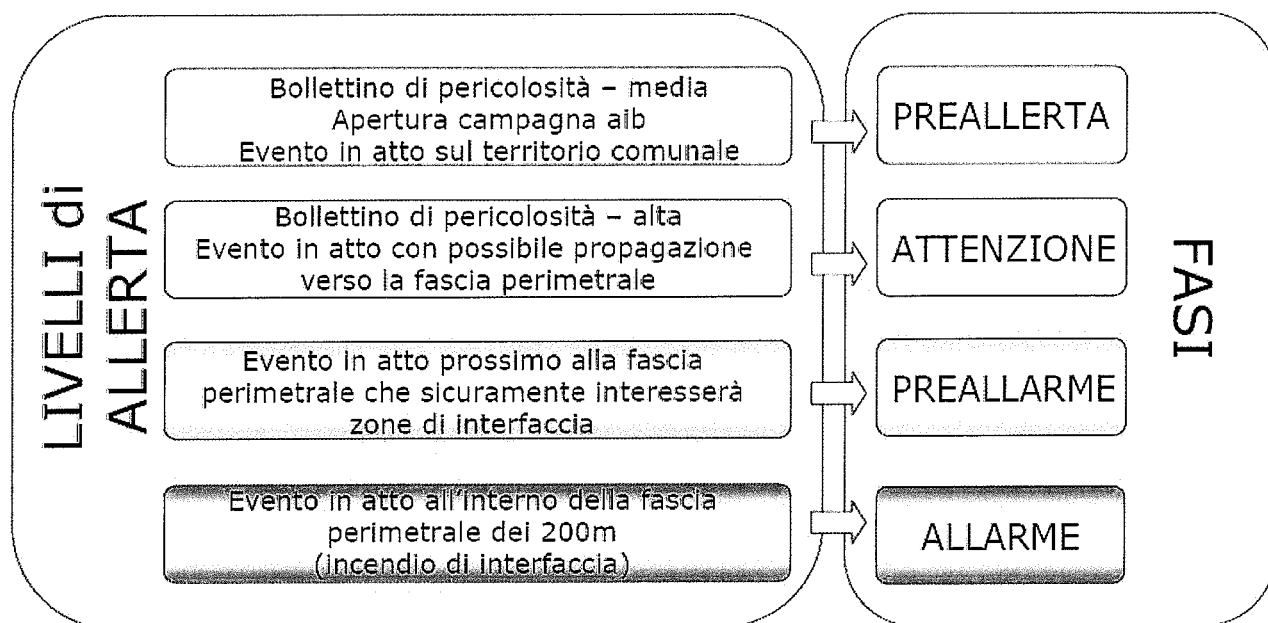 LIVELLI di
ALLERTA
Bollettino di pericolosità – media
Apertura campagna aib
Evento in atto sul territorio comunale
PREALLERTA
Bollettino di pericolosità – alta
Evento in atto con possibile propagazione
verso la fascia perimetrale
ATTENZIONE
Evento in atto prossimo alla fascia
perimetrale che sicuramente interesserà
zone di interfaccia
PREALLARME
Evento in atto all'interno della fascia
perimetrale dei 200m
(incendio di interfaccia)
ALLARME
FASI